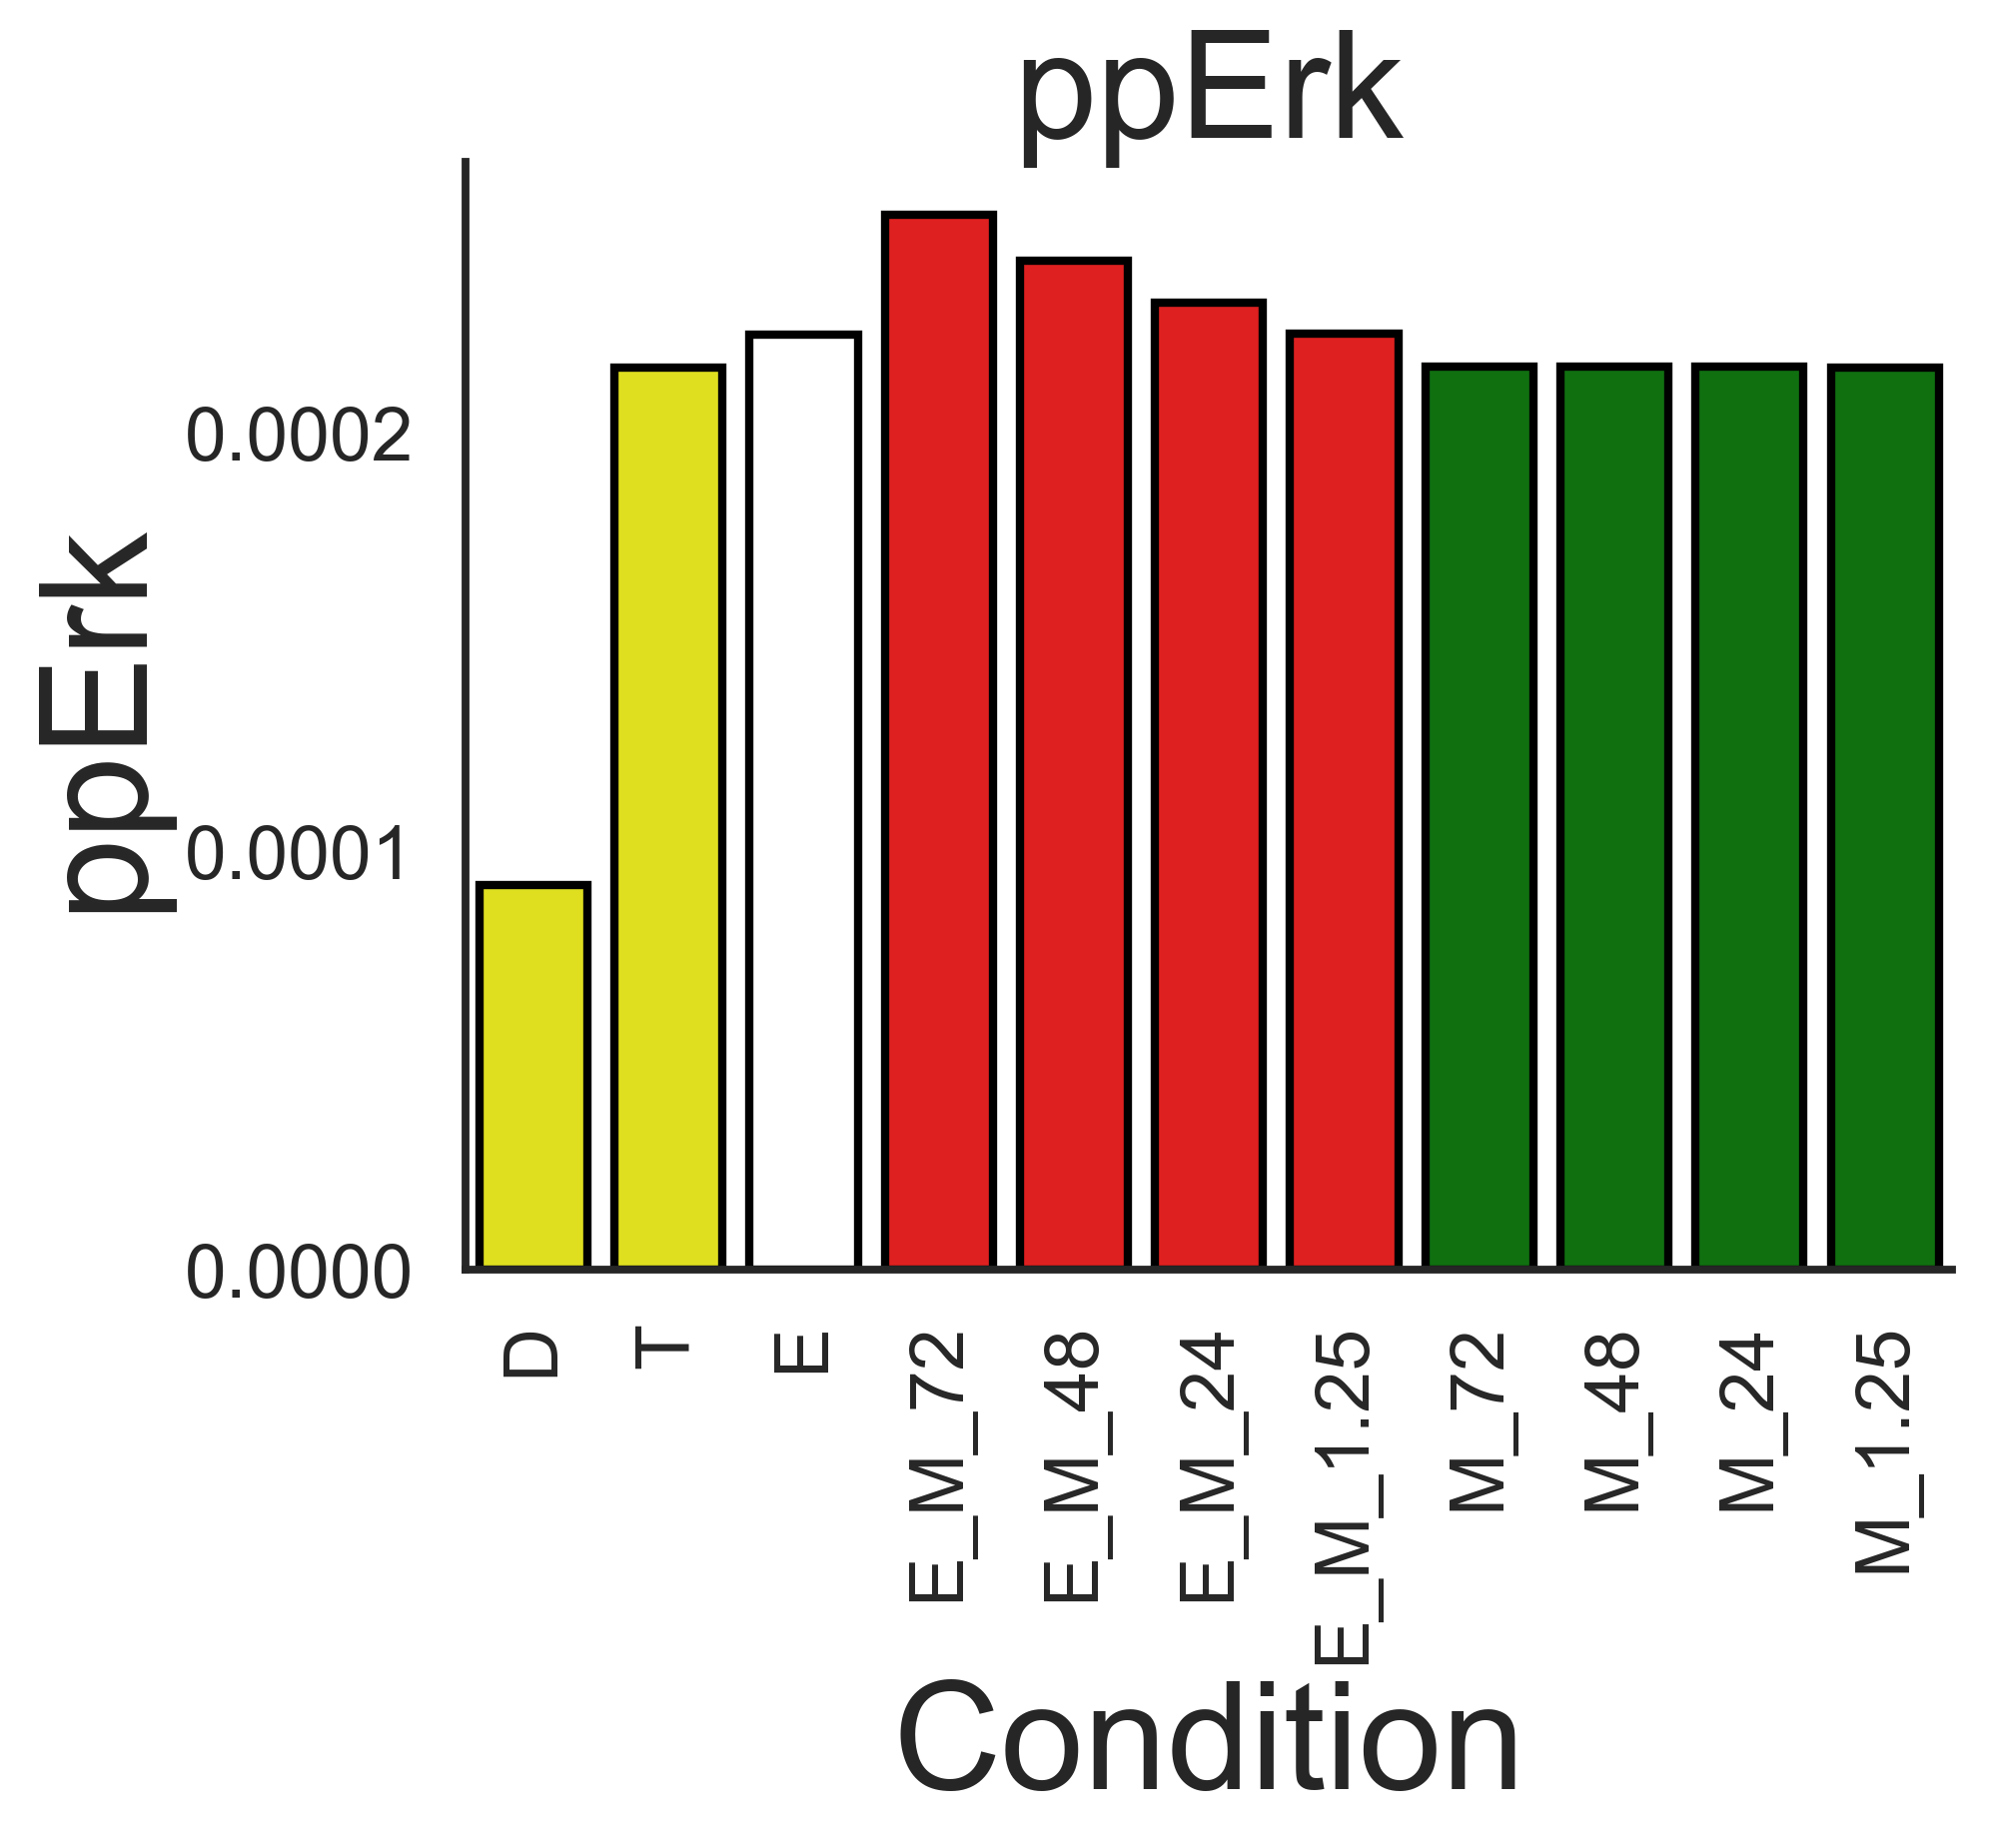 ppErk
ppErk
0.0002
0.0001
0.0000
D
T
E
E_M_72
E_M_48
E_M_24
E_M_1.25
M_72
M_48
M_24
M_1.25
Condition